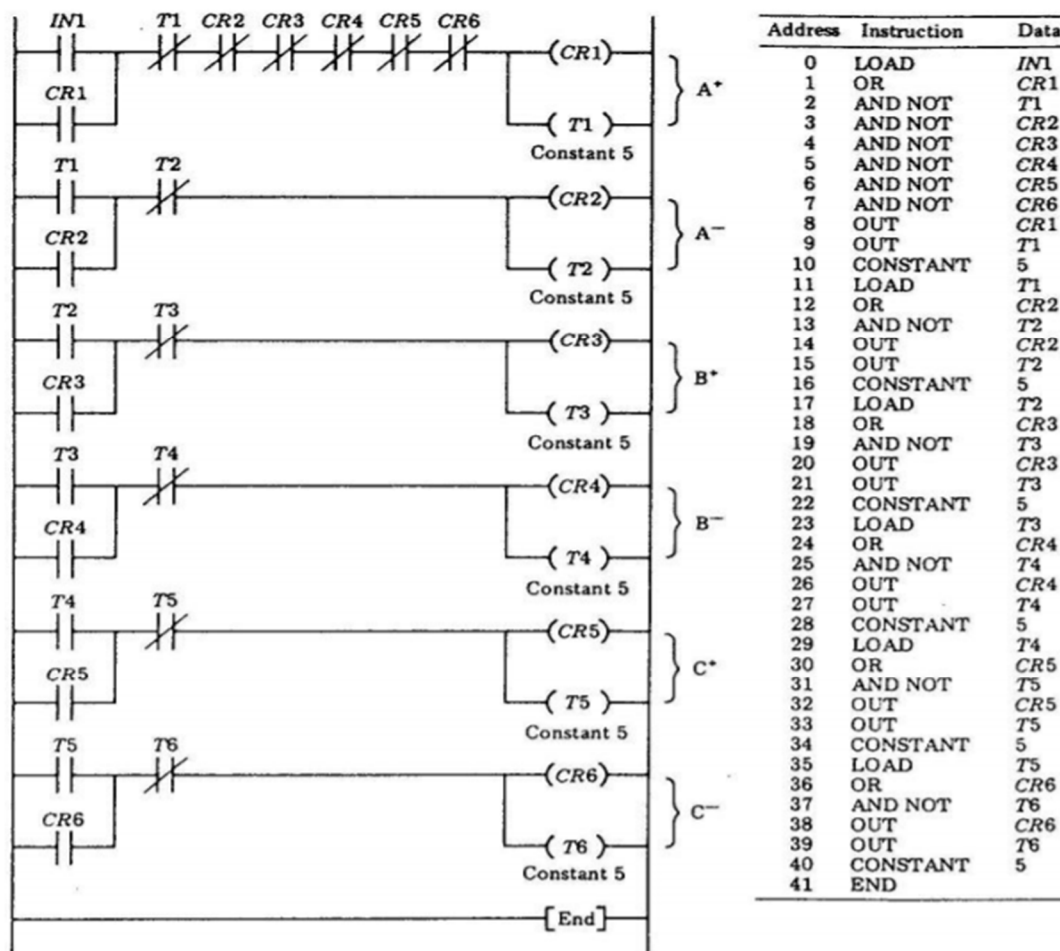 IN1 T1 CR2 CR3 CR4 CR5 CR6
(CR1)
CR1
A+
( T1 )
Constant 5
T1 T2
(CR2)
CR2
A−
( T2 )
Constant 5
T2 T3
(CR3)
CR3
B+
( T3 )
Constant 5
T3 T4
(CR4)
CR4
B−
( T4 )
Constant 5
T4 T5
(CR5)
CR5
C+
( T5 )
Constant 5
T5 T6
(CR6)
CR6
C−
( T6 )
Constant 5
[End]
Address Instruction Data
0 LOAD IN1
1 OR CR1
2 AND NOT T1
3 AND NOT CR2
4 AND NOT CR3
5 AND NOT CR4
6 AND NOT CR5
7 AND NOT CR6
8 OUT CR1
9 OUT T1
10 CONSTANT 5
11 LOAD T1
12 OR CR2
13 AND NOT T2
14 OUT CR2
15 OUT T2
16 CONSTANT 5
17 LOAD T2
18 OR CR3
19 AND NOT T3
20 OUT CR3
21 OUT T3
22 CONSTANT 5
23 LOAD T3
24 OR CR4
25 AND NOT T4
26 OUT CR4
27 OUT T4
28 CONSTANT 5
29 LOAD T4
30 OR CR5
31 AND NOT T5
32 OUT CR5
33 OUT T5
34 CONSTANT 5
35 LOAD T5
36 OR CR6
37 AND NOT T6
38 OUT CR6
39 OUT T6
40 CONSTANT 5
41 END